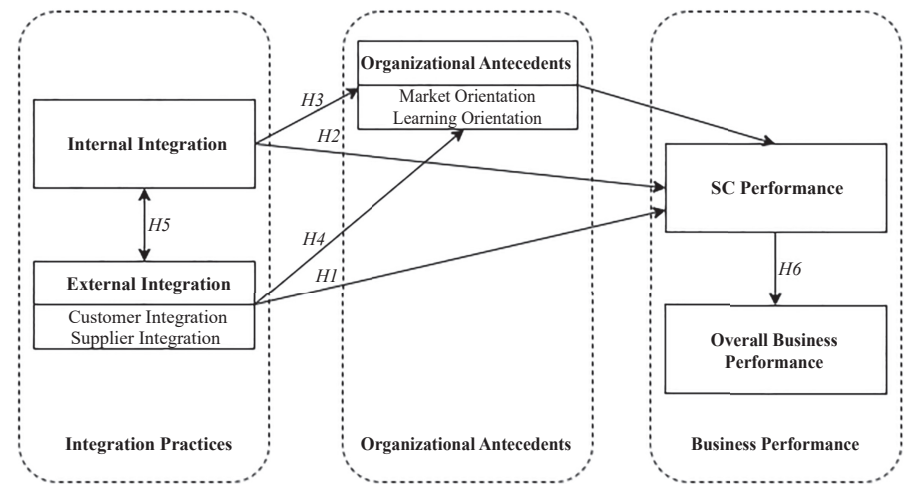 Organizational Antecedents
Market Orientation
Learning Orientation
H3
H2
Internal Integration
SC Performance
H5
H4
H1
H6
External Integration
Customer Integration
Supplier Integration
Overall Business
Performance
Integration Practices
Organizational Antecedents
Business Performance